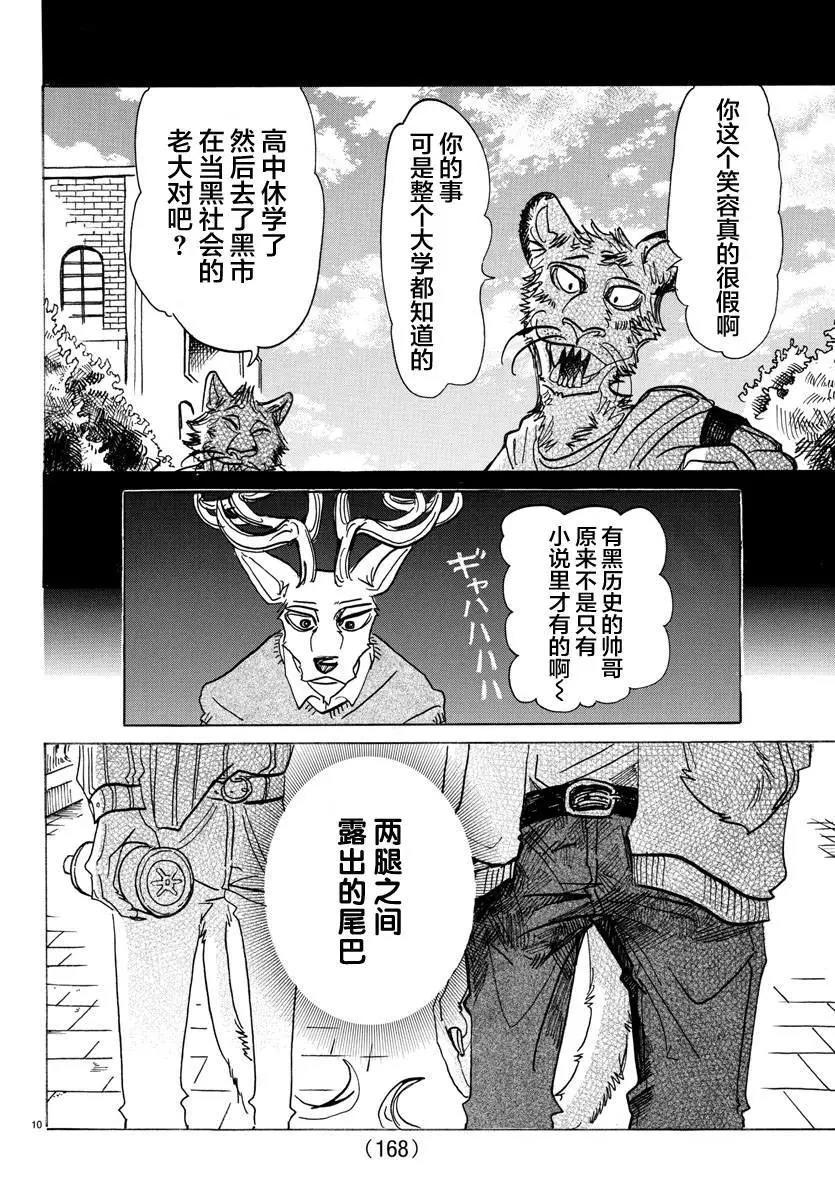 你这个笑容真的很假啊
你的事
可是整个大学都知道的
高中休学了
然后去了黑市
在当黑社会的
老大对吧？
有黑历史的帅哥
原来不是只有
小说里才有的啊～
ギャハハハハ
两腿之间
露出的尾巴
10
（168）